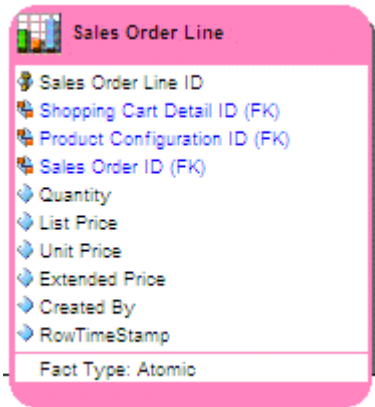 Sales Order Line
Sales Order Line ID
Shopping Cart Detail ID (FK)
Product Configuration ID (FK)
Sales Order ID (FK)
Quantity
List Price
Unit Price
Extended Price
Created By
RowTimeStamp
Fact Type: Atomic